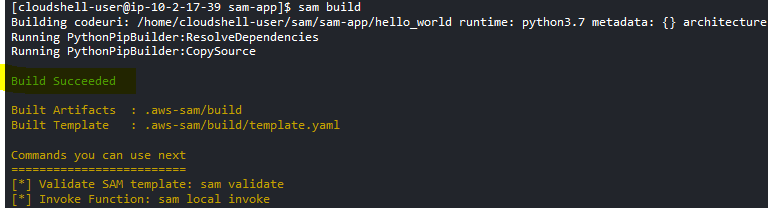 [cloudshell-user@ip-10-2-17-39 sam-app]$ sam build
Building codeuri: /home/cloudshell-user/sam/sam-app/hello_world runtime: python3.7 metadata: {} architecture
Running PythonPipBuilder:ResolveDependencies
Running PythonPipBuilder:CopySource
Build Succeeded
Built Artifacts  : .aws-sam/build
Built Template   : .aws-sam/build/template.yaml
Commands you can use next
=========================
[*] Validate SAM template: sam validate
[*] Invoke Function: sam local invoke